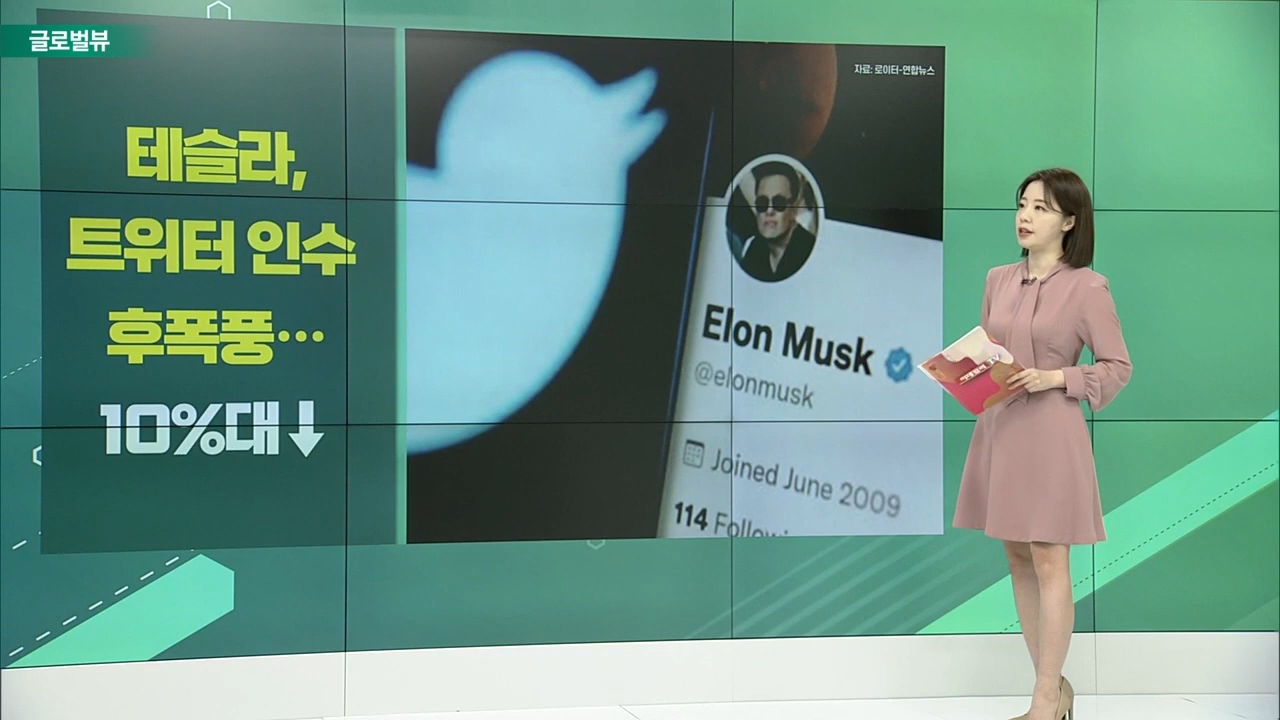 글로벌뷰
자료: 로이터-연합뉴스
테슬라,
트위터 인수
후폭풍…
10%대↓
Elon Musk
@elonmusk
Joined June 2009
114